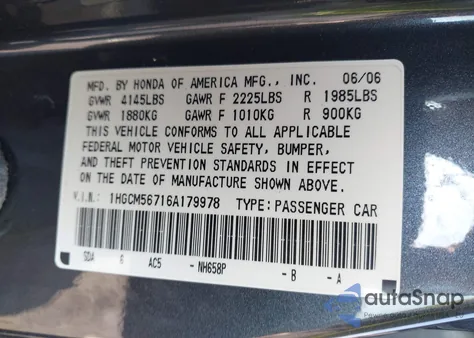 MFD. BY HONDA OF AMERICA MFG., INC. 06/06
GVWR 4145LBS GAWR F 2225LBS R 1985LBS
GVWR 1880KG GAWR F 1010KG R 900KG
THIS VEHICLE CONFORMS TO ALL APPLICABLE
FEDERAL MOTOR VEHICLE SAFETY, BUMPER,
AND THEFT PREVENTION STANDARDS IN EFFECT
ON THE DATE OF MANUFACTURE SHOWN ABOVE.
V.I.N.: 1HGCM56716A179978 TYPE: PASSENGER CAR
SDA 6 AC5 -NH658P -B -A
autoSnap